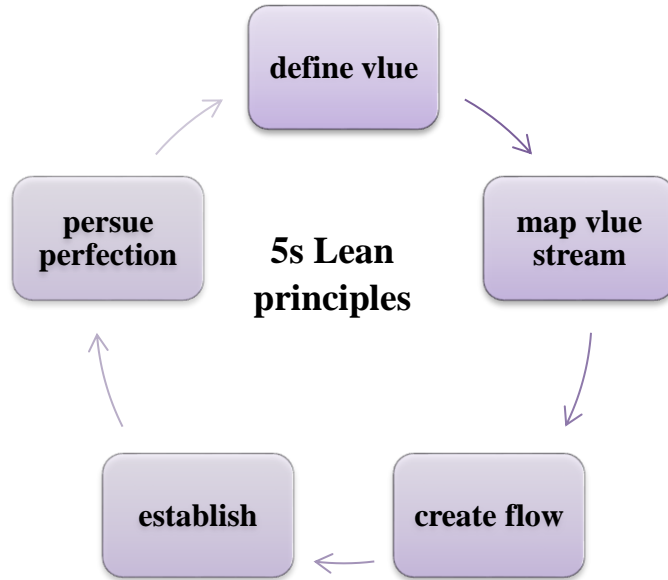 define vlue
map vlue
stream
create flow
establish
persue
perfection
5s Lean
principles